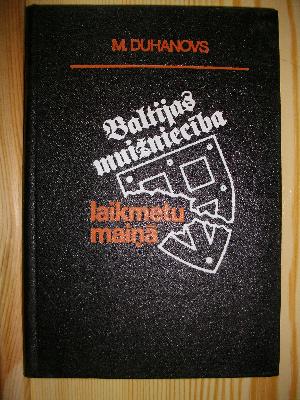 M. DUHANOVS
Baltijas
muižniecība
laikmetu
maiņā